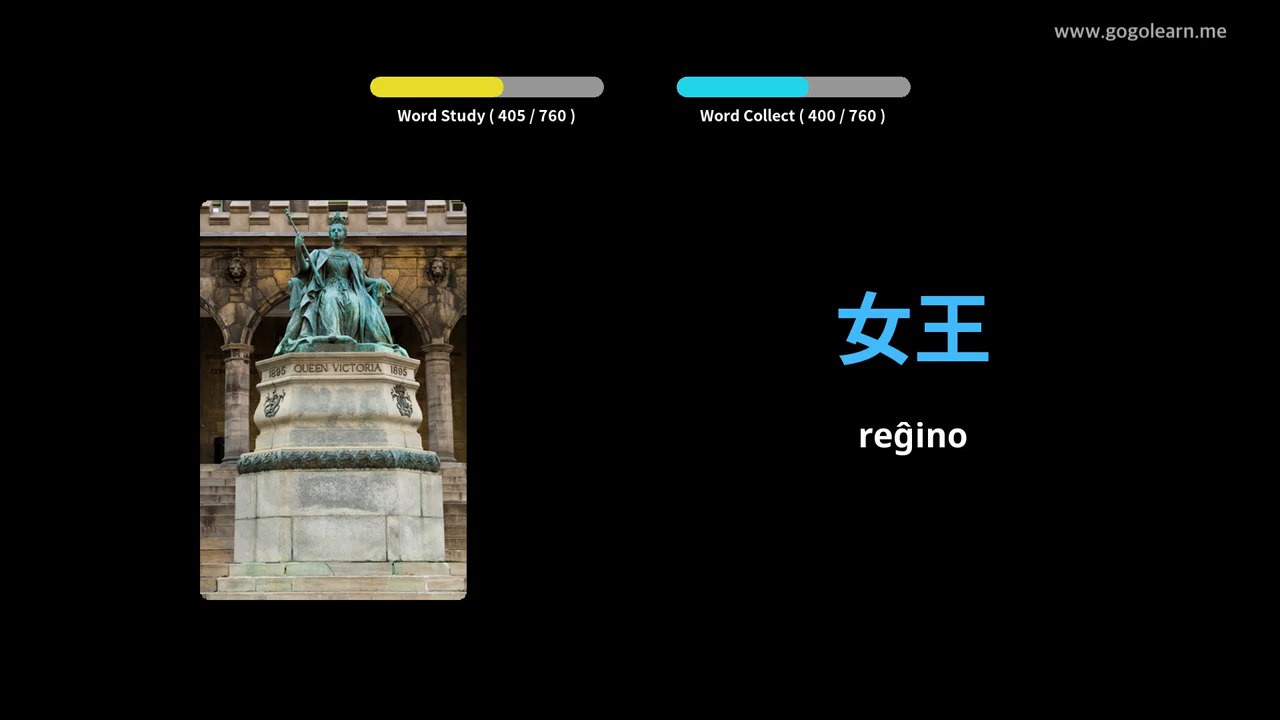 www.gogolearn.me
Word Study ( 405 / 760 )
Word Collect ( 400 / 760 )
1895 QUEEN VICTORIA 1895
女王
reĝino